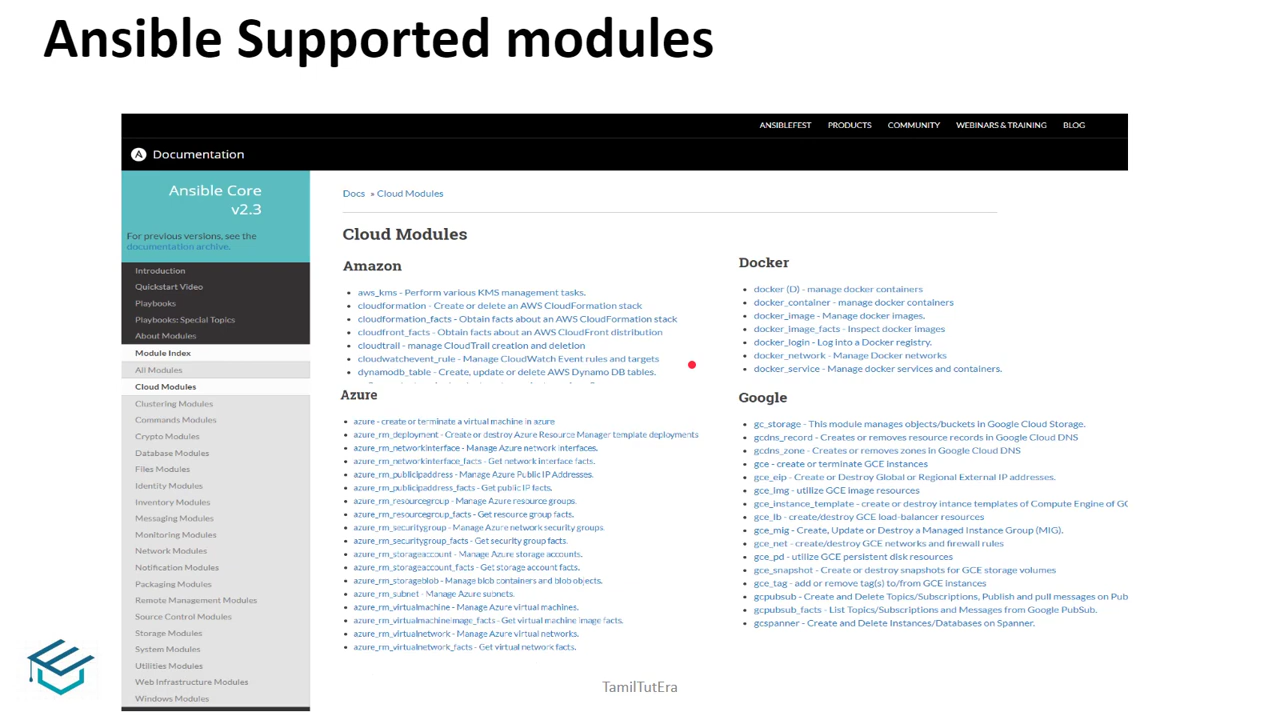 Ansible Supported modules
ANSIBLEFEST PRODUCTS COMMUNITY WEBINARS & TRAINING BLOG
A Documentation
Ansible Core
v2.3
For previous versions, see the
documentation archive.
Introduction
Quickstart Video
Playbooks
Playbooks: Special Topics
About Modules
Module Index
All Modules
Cloud Modules
Clustering Modules
Commands Modules
Crypto Modules
Database Modules
Files Modules
Identity Modules
Inventory Modules
Messaging Modules
Monitoring Modules
Network Modules
Notification Modules
Packaging Modules
Remote Management Modules
Source Control Modules
Storage Modules
System Modules
Utilities Modules
Web Infrastructure Modules
Windows Modules
Docs » Cloud Modules
Cloud Modules
Amazon
• aws_kms - Perform various KMS management tasks.
• cloudformation - Create or delete an AWS CloudFormation stack
• cloudformation_facts - Obtain facts about an AWS CloudFormation stack
• cloudfront_facts - Obtain facts about an AWS CloudFront distribution
• cloudtrail - manage CloudTrail creation and deletion
• cloudwatchevent_rule - Manage CloudWatch Event rules and targets
• dynamodb_table - Create, update or delete AWS Dynamo DB tables.
Azure
• azure - create or terminate a virtual machine in azure
• azure_rm_deployment - Create or destroy Azure Resource Manager template deployments
• azure_rm_networkinterface - Manage Azure network interfaces.
• azure_rm_networkinterface_facts - Get network interface facts.
• azure_rm_publicipaddress - Manage Azure Public IP Addresses.
• azure_rm_publicipaddress_facts - Get public IP facts.
• azure_rm_resourcegroup - Manage Azure resource groups.
• azure_rm_resourcegroup_facts - Get resource group facts.
• azure_rm_securitygroup - Manage Azure network security groups.
• azure_rm_securitygroup_facts - Get security group facts.
• azure_rm_storageaccount - Manage Azure storage accounts.
• azure_rm_storageaccount_facts - Get storage account facts.
• azure_rm_storageblob - Manage blob containers and blob objects.
• azure_rm_subnet - Manage Azure subnets.
• azure_rm_virtualmachine - Manage Azure virtual machines.
• azure_rm_virtualmachineimage_facts - Get virtual machine image facts.
• azure_rm_virtualnetwork - Manage Azure virtual networks.
• azure_rm_virtualnetwork_facts - Get virtual network facts.
Docker
• docker (D) - manage docker containers
• docker_container - manage docker containers
• docker_image - Manage docker images.
• docker_image_facts - Inspect docker images
• docker_login - Log into a Docker registry.
• docker_network - Manage Docker networks
• docker_service - Manage docker services and containers.
Google
• gc_storage - This module manages objects/buckets in Google Cloud Storage.
• gcdns_record - Creates or removes resource records in Google Cloud DNS
• gcdns_zone - Creates or removes zones in Google Cloud DNS
• gce - create or terminate GCE instances
• gce_eip - Create or Destroy Global or Regional External IP addresses.
• gce_img - utilize GCE image resources
• gce_instance_template - create or destroy intance templates of Compute Engine of GC
• gce_lb - create/destroy GCE load-balancer resources
• gce_mig - Create, Update or Destroy a Managed Instance Group (MIG).
• gce_net - create/destroy GCE networks and firewall rules
• gce_pd - utilize GCE persistent disk resources
• gce_snapshot - Create or destroy snapshots for GCE storage volumes
• gce_tag - add or remove tag(s) to/from GCE instances
• gcpubsub - Create and Delete Topics/Subscriptions, Publish and pull messages on Pub
• gcpubsub_facts - List Topics/Subscriptions and Messages from Google PubSub.
• gcspanner - Create and Delete Instances/Databases on Spanner.
TamilTutEra